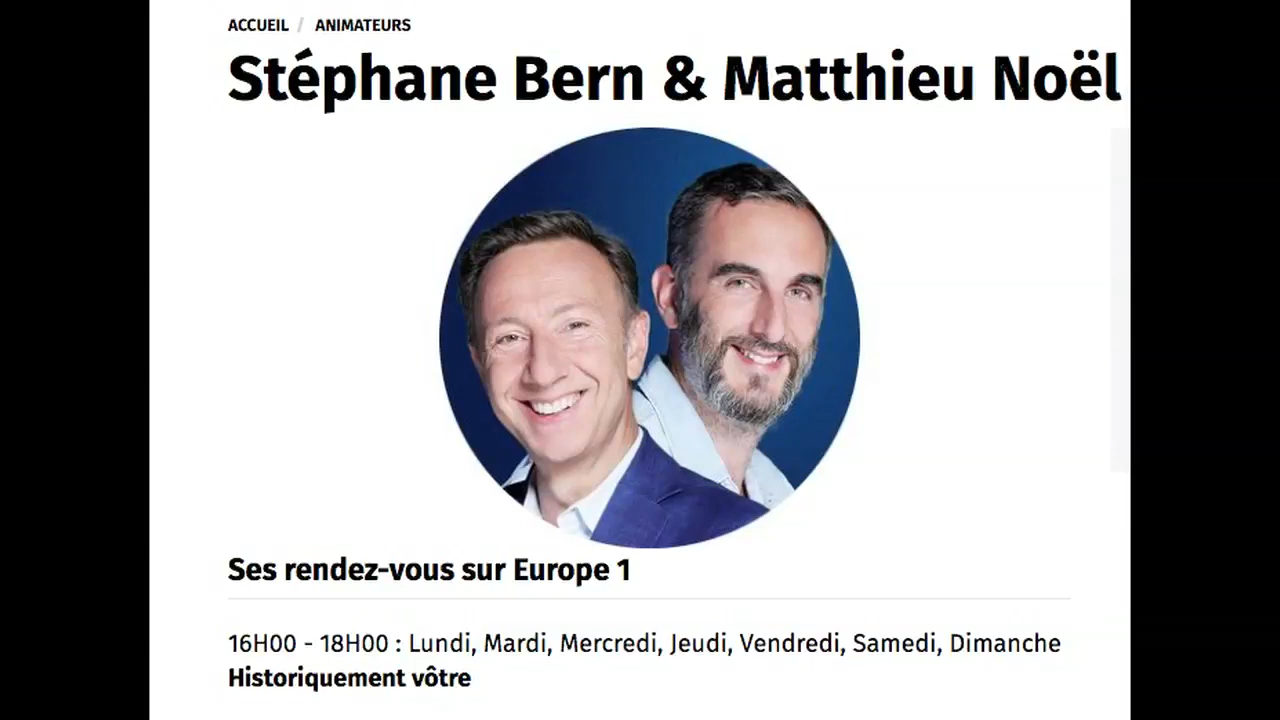 ACCUEIL / ANIMATEURS
Stéphane Bern & Matthieu Noël
Ses rendez-vous sur Europe 1
16H00 - 18H00 : Lundi, Mardi, Mercredi, Jeudi, Vendredi, Samedi, Dimanche
Historiquement vôtre